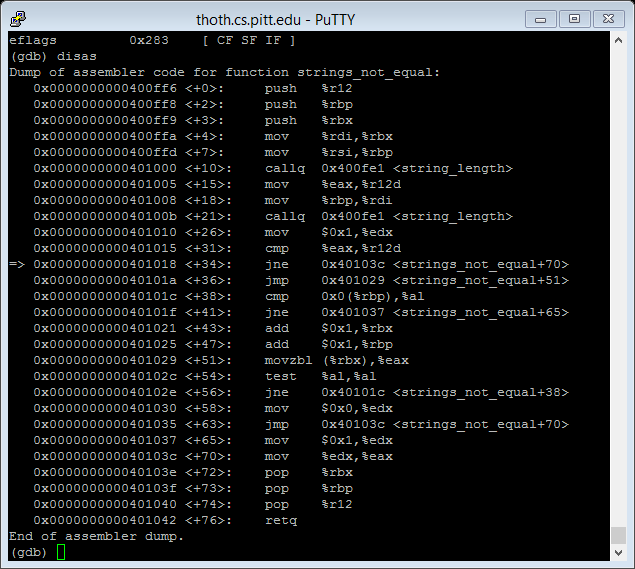 thoth.cs.pitt.edu - PuTTY
eflags         0x283    [ CF SF IF ]
(gdb) disas
Dump of assembler code for function strings_not_equal:
   0x0000000000400ff6 <+0>:     push   %r12
   0x0000000000400ff8 <+2>:     push   %rbp
   0x0000000000400ff9 <+3>:     push   %rbx
   0x0000000000400ffa <+4>:     mov    %rdi,%rbx
   0x0000000000400ffd <+7>:     mov    %rsi,%rbp
   0x0000000000401000 <+10>:    callq  0x400fe1 <string_length>
   0x0000000000401005 <+15>:    mov    %eax,%r12d
   0x0000000000401008 <+18>:    mov    %rbp,%rdi
   0x000000000040100b <+21>:    callq  0x400fe1 <string_length>
   0x0000000000401010 <+26>:    mov    $0x1,%edx
   0x0000000000401015 <+31>:    cmp    %eax,%r12d
=> 0x0000000000401018 <+34>:    jne    0x40103c <strings_not_equal+70>
   0x000000000040101a <+36>:    jmp    0x401029 <strings_not_equal+51>
   0x000000000040101c <+38>:    cmp    0x0(%rbp),%al
   0x000000000040101f <+41>:    jne    0x401037 <strings_not_equal+65>
   0x0000000000401021 <+43>:    add    $0x1,%rbx
   0x0000000000401025 <+47>:    add    $0x1,%rbp
   0x0000000000401029 <+51>:    movzbl (%rbx),%eax
   0x000000000040102c <+54>:    test   %al,%al
   0x000000000040102e <+56>:    jne    0x40101c <strings_not_equal+38>
   0x0000000000401030 <+58>:    mov    $0x0,%edx
   0x0000000000401035 <+63>:    jmp    0x40103c <strings_not_equal+70>
   0x0000000000401037 <+65>:    mov    $0x1,%edx
   0x000000000040103c <+70>:    mov    %edx,%eax
   0x000000000040103e <+72>:    pop    %rbx
   0x000000000040103f <+73>:    pop    %rbp
   0x0000000000401040 <+74>:    pop    %r12
   0x0000000000401042 <+76>:    retq
End of assembler dump.
(gdb)